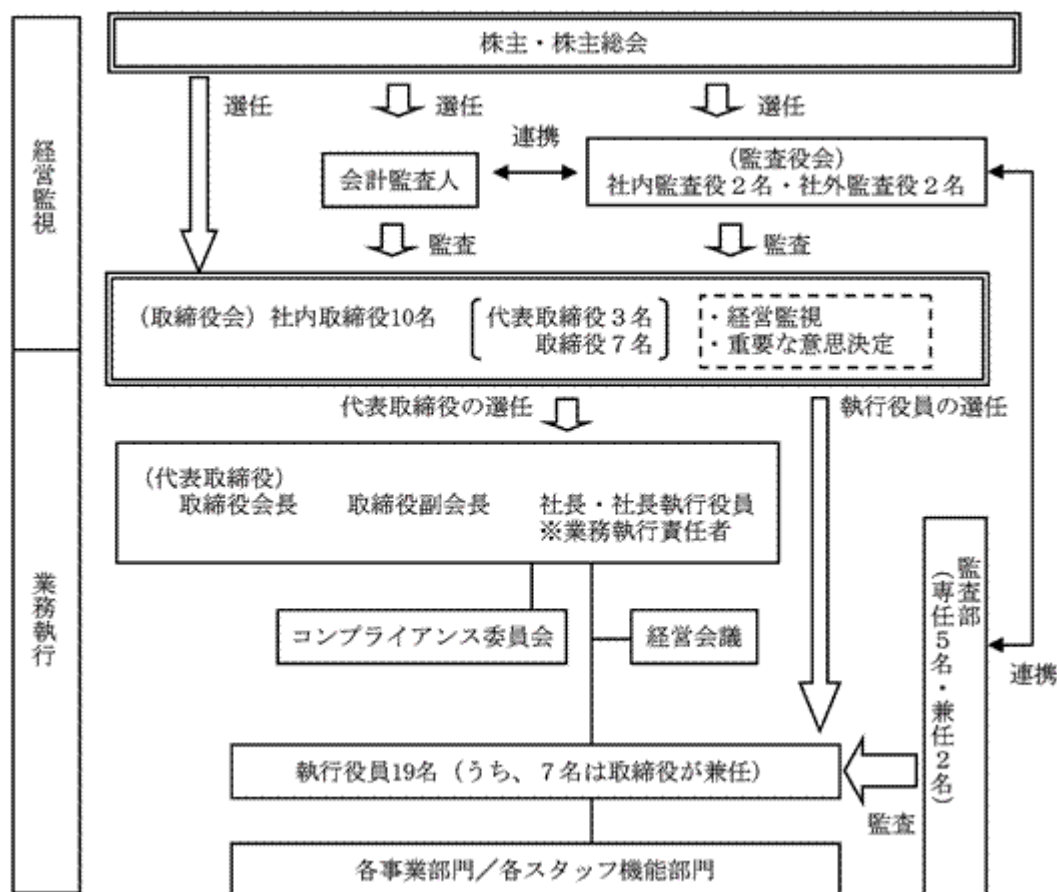 株主・株主総会
選任
選任
選任
経営監視
連携
会計監査人
(監査役会)
社内監査役2名・社外監査役2名
監査
監査
(取締役会) 社内取締役10名
代表取締役3名
取締役7名
・経営監視
・重要な意思決定
代表取締役の選任
執行役員の選任
(代表取締役)
取締役会長 取締役副会長 社長・社長執行役員
※業務執行責任者
業務執行
監査部
(専任5名・兼任2名)
コンプライアンス委員会
経営会議
連携
執行役員19名(うち、7名は取締役が兼任)
監査
各事業部門/各スタッフ機能部門